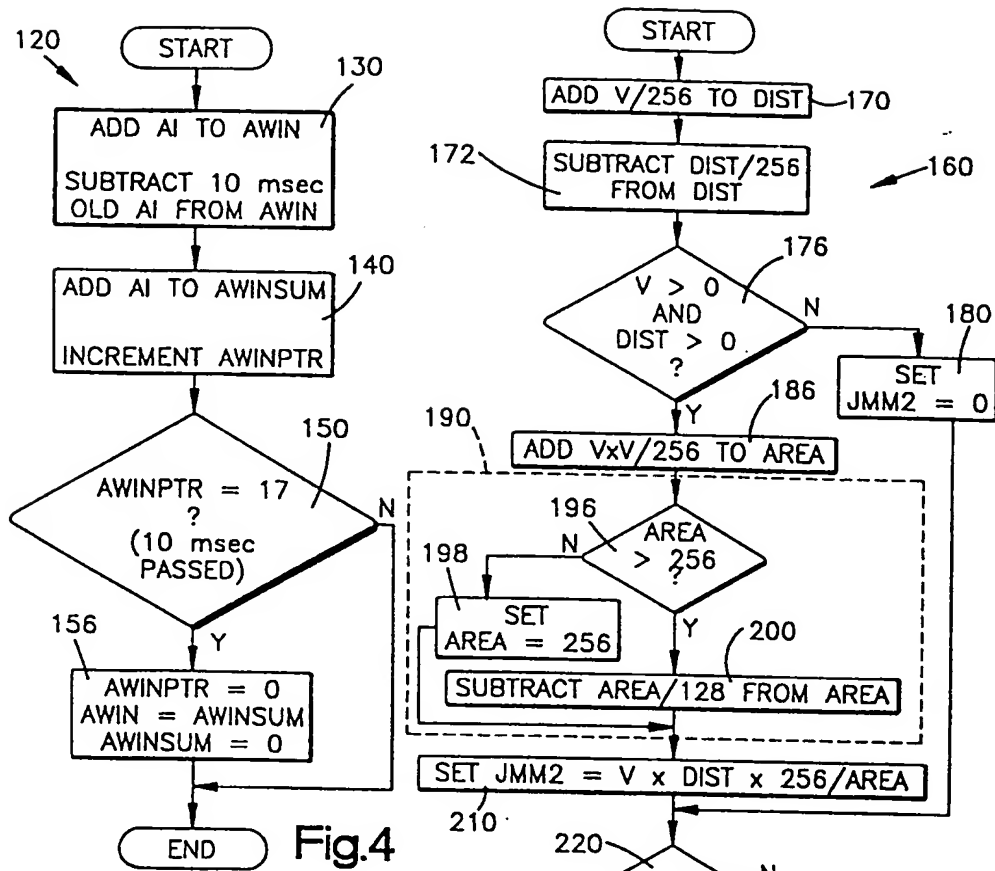 120
START
130
ADD AI TO AWIN
SUBTRACT 10 msec
OLD AI FROM AWIN
140
ADD AI TO AWINSUM
INCREMENT AWINPTR
150
AWINPTR = 17
?
(10 msec
PASSED)
N
Y
156
AWINPTR = 0
AWIN = AWINSUM
AWINSUM = 0
END
Fig.4
START
ADD V/256 TO DIST
170
172
SUBTRACT DIST/256
FROM DIST
160
176
V > 0
AND
DIST > 0
?
N
180
SET
JMM2 = 0
Y
186
190
ADD VxV/256 TO AREA
196
AREA
> 256
?
N
198
SET
AREA = 256
Y
200
SUBTRACT AREA/128 FROM AREA
SET JMM2 = V x DIST x 256/AREA
210
220
N